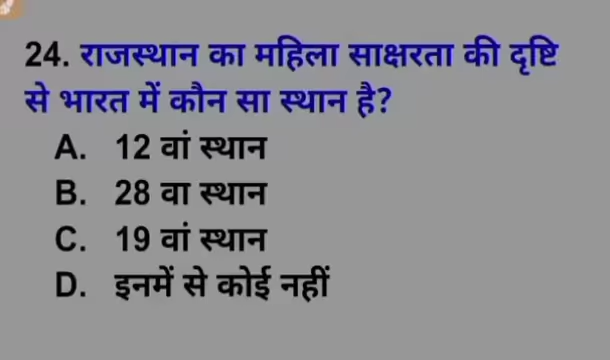 24. राजस्थान का महिला साक्षरता की दृष्टि
से भारत में कौन सा स्थान है?
A. 12 वां स्थान
B. 28 वा स्थान
C. 19 वां स्थान
D. इनमें से कोई नहीं